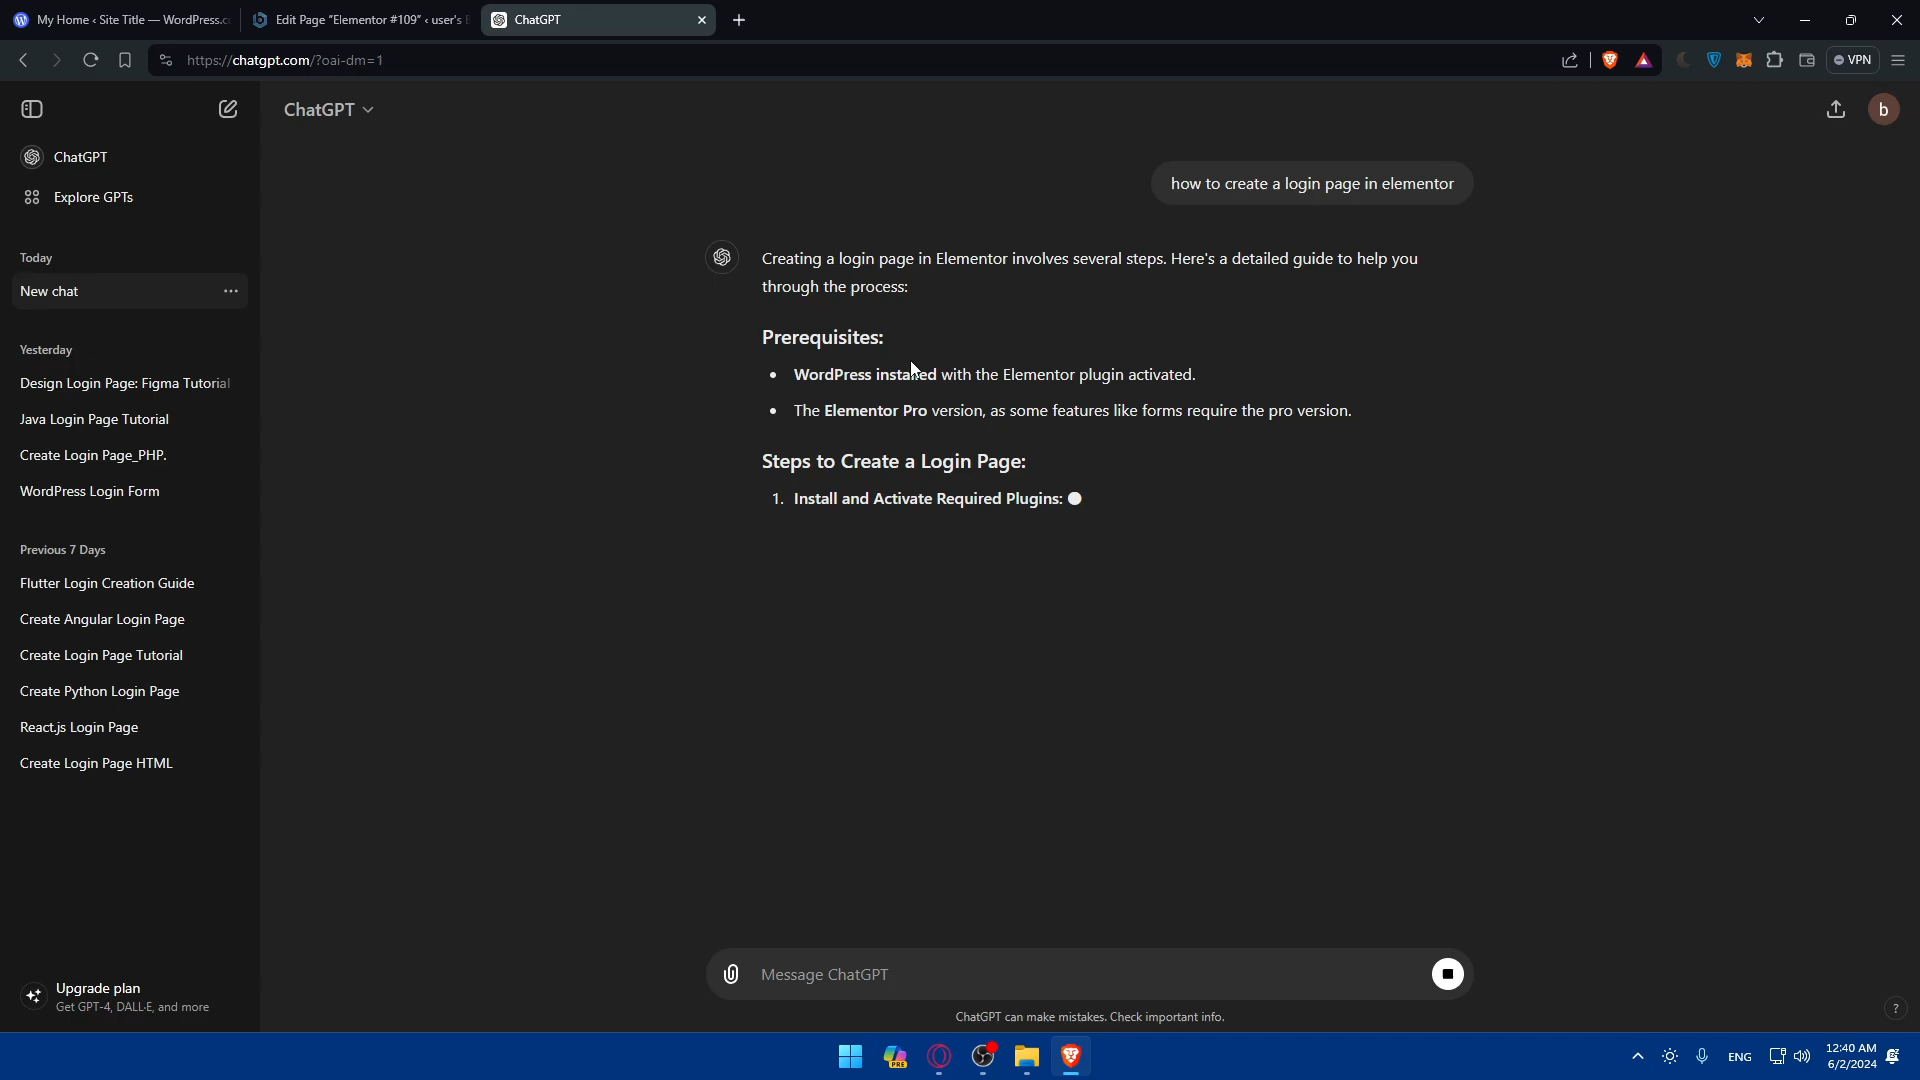 My Home ‹ Site Title — WordPress.c
Edit Page "Elementor #109" ‹ user's B
ChatGPT
https://chatgpt.com/?oai-dm=1
VPN
ChatGPT
b
ChatGPT
Explore GPTs
Today
New chat
Yesterday
Design Login Page: Figma Tutorial
Java Login Page Tutorial
Create Login Page_PHP.
WordPress Login Form
Previous 7 Days
Flutter Login Creation Guide
Create Angular Login Page
Create Login Page Tutorial
Create Python Login Page
React.js Login Page
Create Login Page HTML
Upgrade plan
Get GPT-4, DALL·E, and more
how to create a login page in elementor
Creating a login page in Elementor involves several steps. Here's a detailed guide to help you
through the process:
Prerequisites:
• WordPress installed with the Elementor plugin activated.
• The Elementor Pro version, as some features like forms require the pro version.
Steps to Create a Login Page:
1. Install and Activate Required Plugins:
Message ChatGPT
ChatGPT can make mistakes. Check important info.
?
PRE
ENG
12:40 AM
6/2/2024